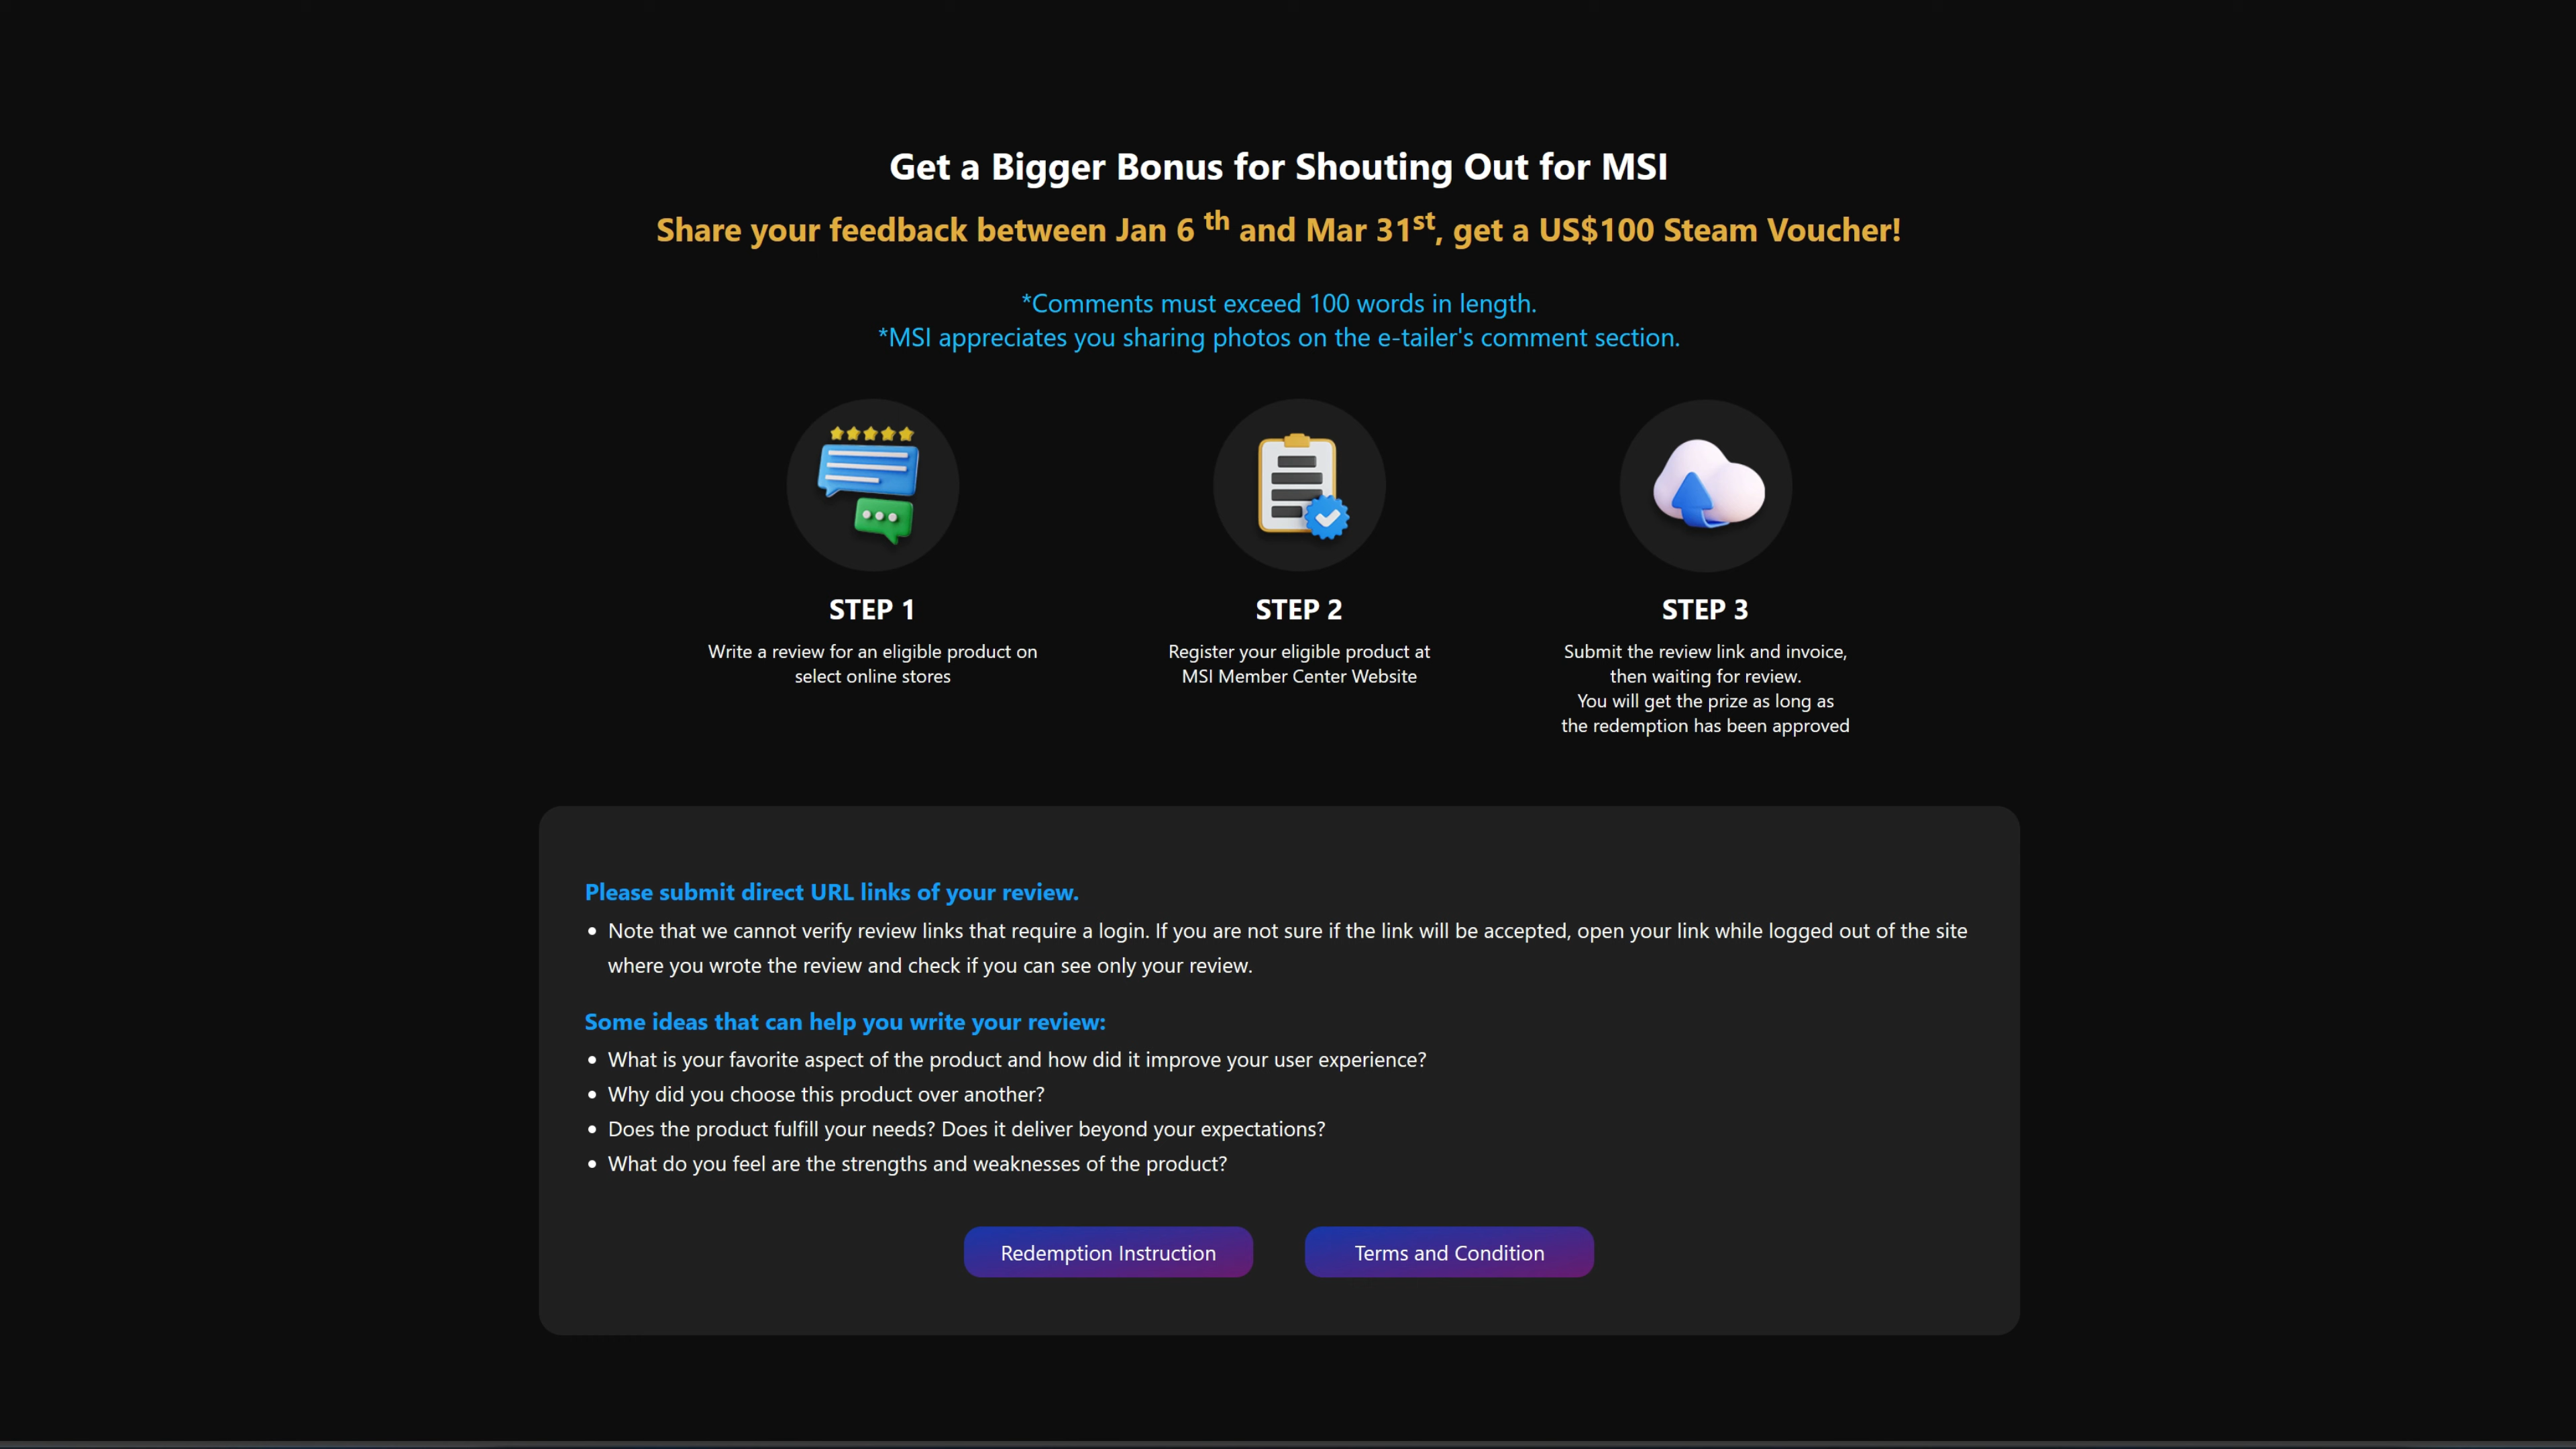 Get a Bigger Bonus for Shouting Out for MSI
Share your feedback between Jan 6 th and Mar 31st, get a US$100 Steam Voucher!
*Comments must exceed 100 words in length.
*MSI appreciates you sharing photos on the e-tailer's comment section.
STEP 1
Write a review for an eligible product on
select online stores
STEP 2
Register your eligible product at
MSI Member Center Website
STEP 3
Submit the review link and invoice,
then waiting for review.
You will get the prize as long as
the redemption has been approved
Please submit direct URL links of your review.
• Note that we cannot verify review links that require a login. If you are not sure if the link will be accepted, open your link while logged out of the site
where you wrote the review and check if you can see only your review.
Some ideas that can help you write your review:
• What is your favorite aspect of the product and how did it improve your user experience?
• Why did you choose this product over another?
• Does the product fulfill your needs? Does it deliver beyond your expectations?
• What do you feel are the strengths and weaknesses of the product?
Redemption Instruction
Terms and Condition